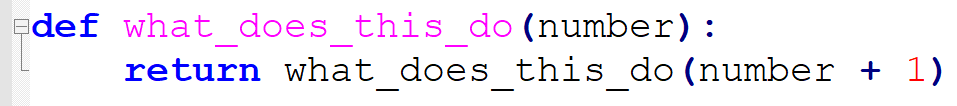 def what_does_this_do(number):
    return what_does_this_do(number + 1)